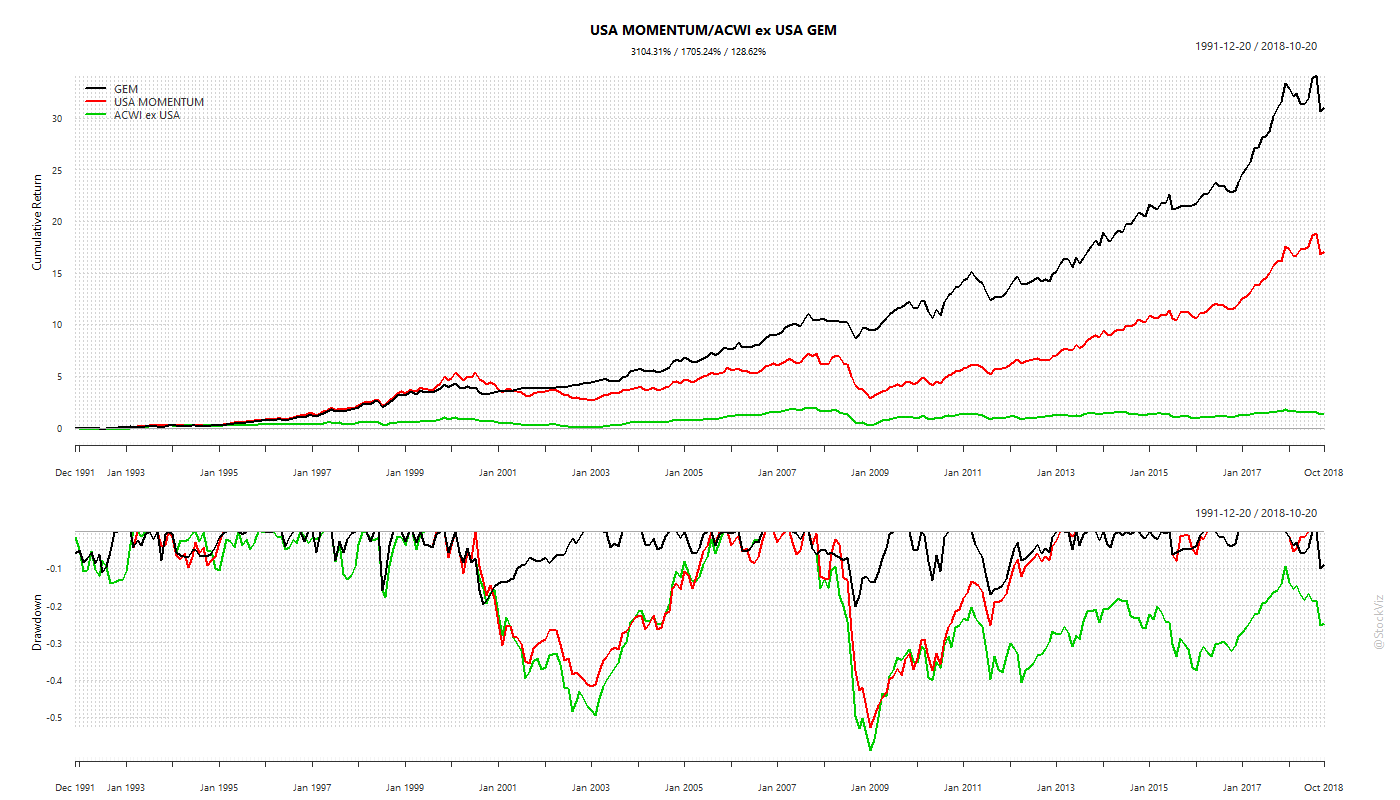 USA MOMENTUM/ACWI ex USA GEM
3104.31% / 1705.24% / 128.62%
1991-12-20 / 2018-10-20
GEM
USA MOMENTUM
ACWI ex USA
Cumulative Return
30
25
20
15
10
5
0
Dec 1991 Jan 1993 Jan 1995 Jan 1997 Jan 1999 Jan 2001 Jan 2003 Jan 2005 Jan 2007 Jan 2009 Jan 2011 Jan 2013 Jan 2015 Jan 2017 Oct 2018
1991-12-20 / 2018-10-20
Drawdown
-0.1
-0.2
-0.3
-0.4
-0.5
@StockViz
Dec 1991 Jan 1993 Jan 1995 Jan 1997 Jan 1999 Jan 2001 Jan 2003 Jan 2005 Jan 2007 Jan 2009 Jan 2011 Jan 2013 Jan 2015 Jan 2017 Oct 2018